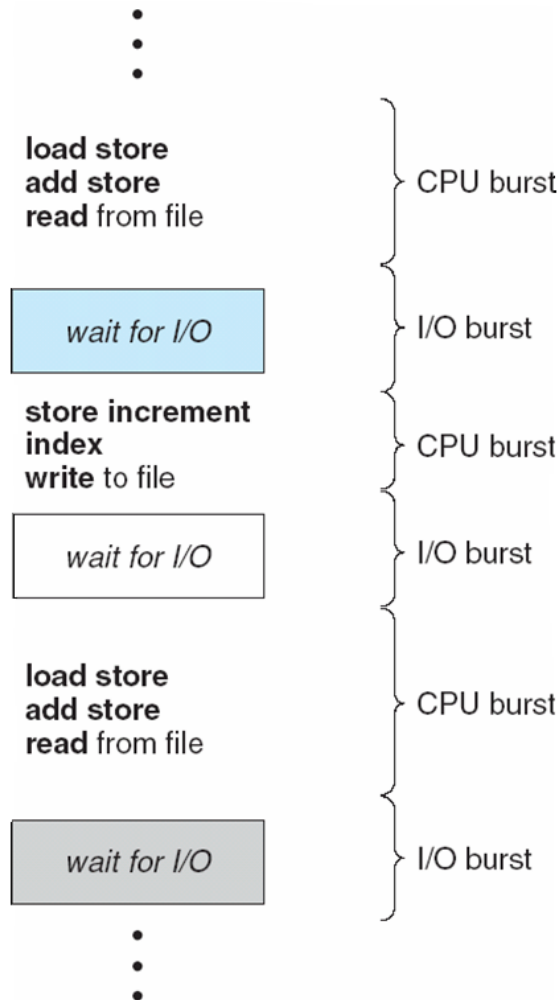 load store
add store
read from file
CPU burst
wait for I/O
I/O burst
store increment
index
write to file
CPU burst
wait for I/O
I/O burst
load store
add store
read from file
CPU burst
wait for I/O
I/O burst